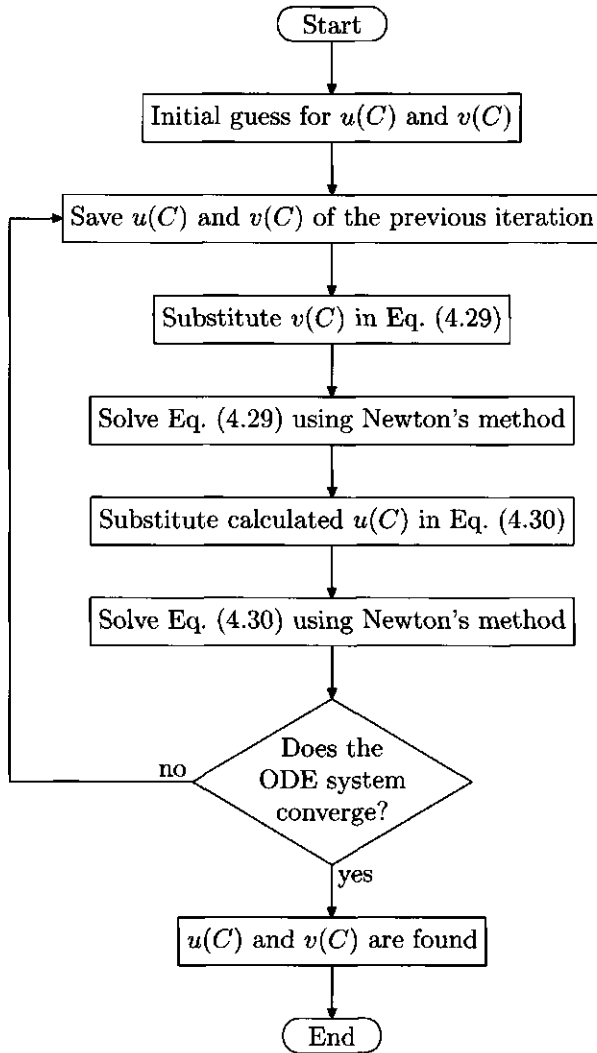 Start
Initial guess for u(C) and v(C)
Save u(C) and v(C) of the previous iteration
Substitute v(C) in Eq. (4.29)
Solve Eq. (4.29) using Newton's method
Substitute calculated u(C) in Eq. (4.30)
Solve Eq. (4.30) using Newton's method
Does the
no
ODE system
converge?
yes
u(C) and v(C) are found
End